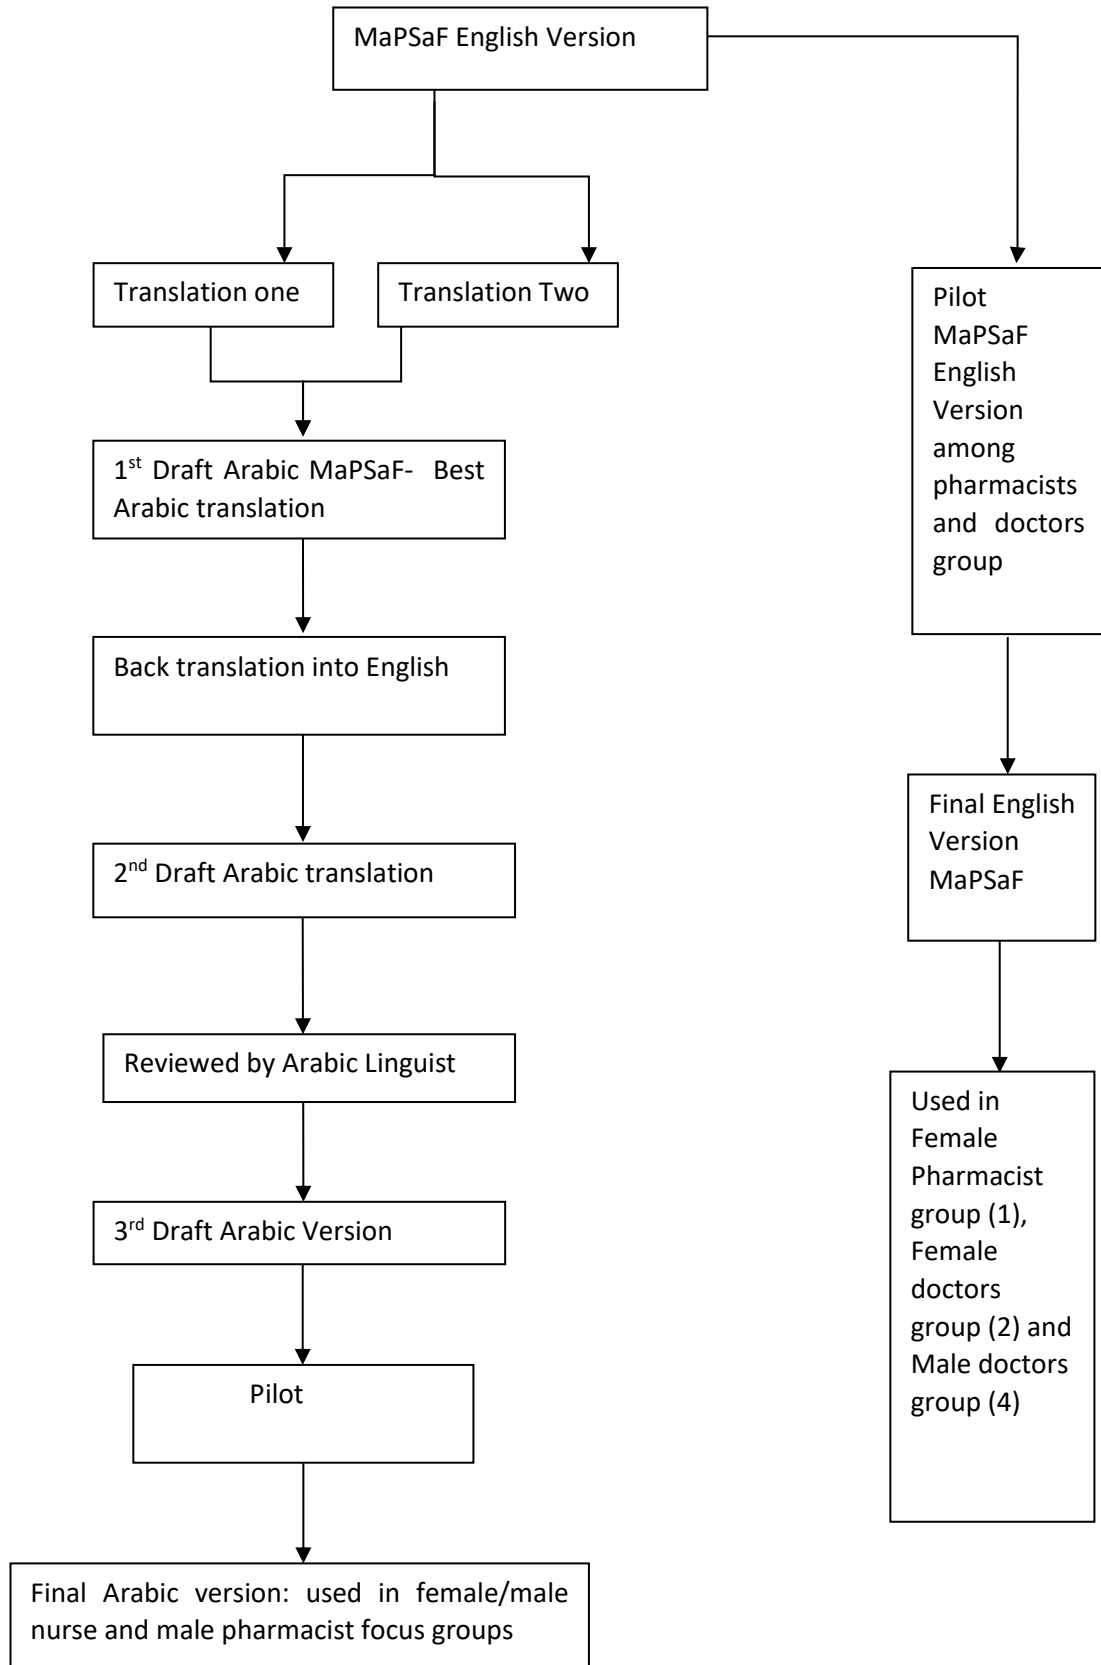 MaPSaF English Version
Translation one
Translation Two
1st Draft Arabic MaPSaF- Best
Arabic translation
Back translation into English
2nd Draft Arabic translation
Reviewed by Arabic Linguist
3rd Draft Arabic Version
Pilot
Final Arabic version: used in female/male
nurse and male pharmacist focus groups
Pilot
MaPSaF
English
Version
among
pharmacists
and doctors
group
Final English
Version
MaPSaF
Used in
Female
Pharmacist
group (1),
Female
doctors
group (2) and
Male doctors
group (4)